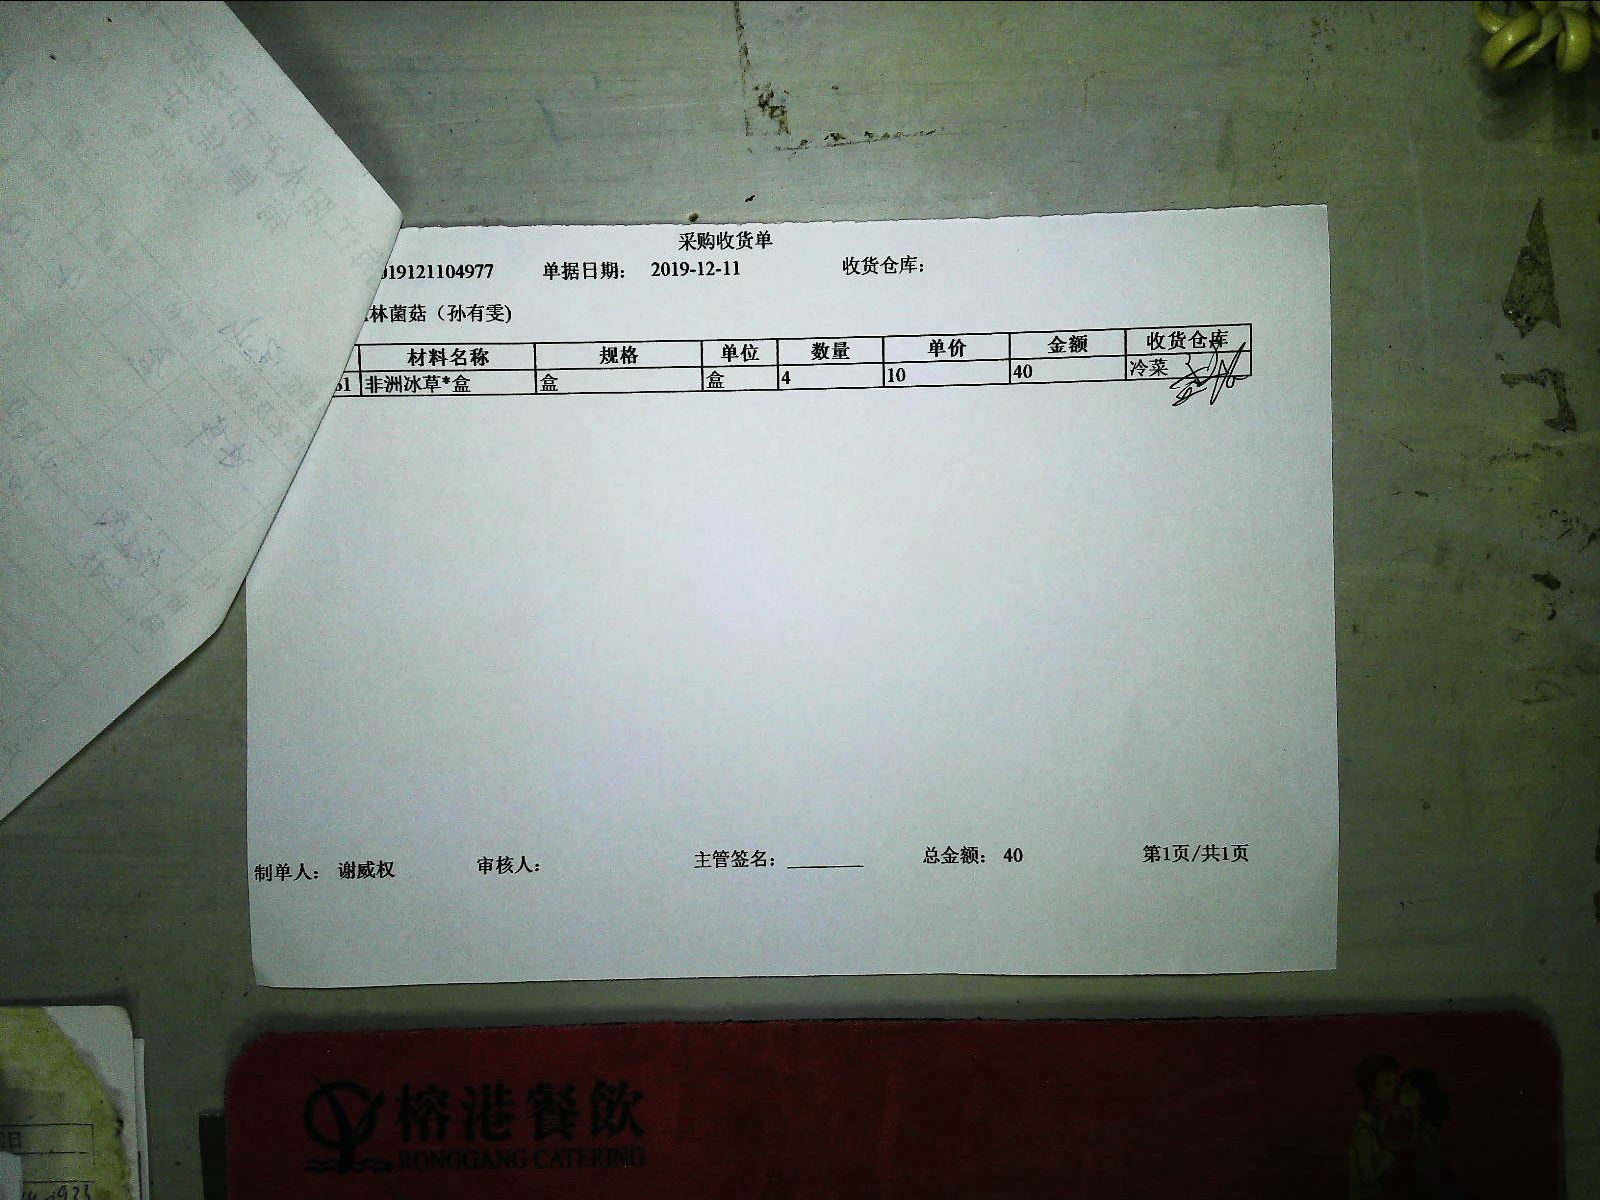 采购收货单
019121104977 单据日期： 2019-12-11 收货仓库：
林菌菇（孙有雯)
材料名称 规格 单位 数量 单价 金额 收货仓库
51 非洲冰草*盒 盒 盒 4 10 40 冷菜
制单人： 谢威权 审核人： 主管签名：________ 总金额： 40 第1页/共1页
榕港餐飲
RONGGANG CATERING